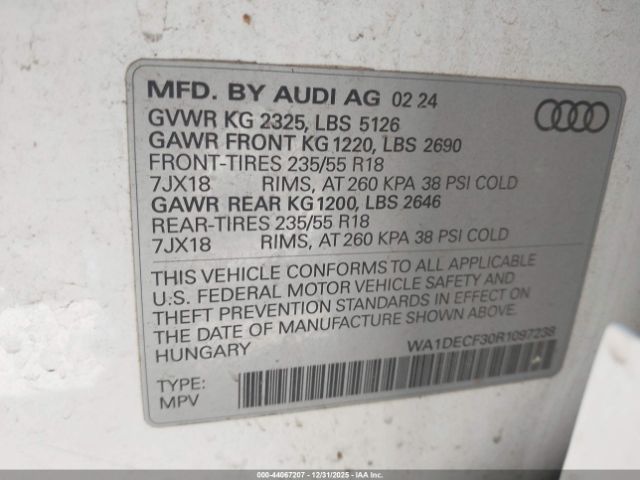 MFD. BY AUDI AG 02 24
GVWR KG 2325, LBS 5126
GAWR FRONT KG 1220, LBS 2690
FRONT-TIRES 235/55 R18
7JX18 RIMS, AT 260 KPA 38 PSI COLD
GAWR REAR KG 1200, LBS 2646
REAR-TIRES 235/55 R18
7JX18 RIMS, AT 260 KPA 38 PSI COLD
THIS VEHICLE CONFORMS TO ALL APPLICABLE
U.S. FEDERAL MOTOR VEHICLE SAFETY AND
THEFT PREVENTION STANDARDS IN EFFECT ON
THE DATE OF MANUFACTURE SHOWN ABOVE.
HUNGARY
WA1DECF30R1097238
TYPE:
MPV
000-44067207 - 12/31/2025 - IAAI.com